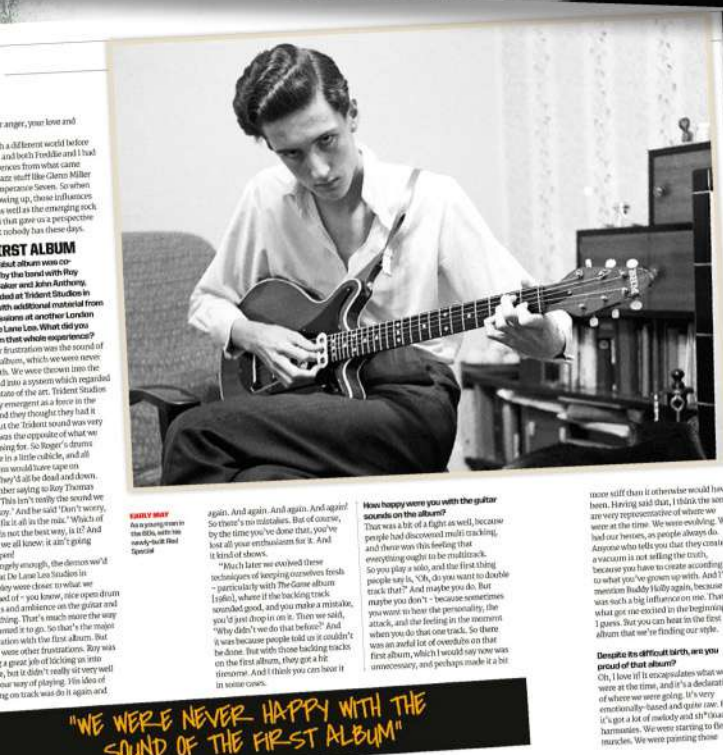 r anger, your love and
h a different world before
and both Freddie and I had
ences from what came
azz stuff like Glenn Miller
mperance Seven. So when
owing up, those influences
s well as the emerging rock
that gave us a perspective
t nobody has these days.
RST ALBUM
ebut album was co-
by the band with Roy
aker and John Anthony,
ded at Trident Studios in
with additional material from
ssions at another London
e Lane Lea. What did you
n that whole experience?
r frustration was the sound of
album, which we were never
th. We were thrown into the
d into a system which regarded
state of the art. Trident Studios
y emergent as a force in the
nd they thought they had it
ut the Trident sound was very
was the opposite of what we
ing for. So Roger's drums
e in a little cubicle, and all
ms would have tape on
They'd all be dead and down.
mber saying to Roy Thomas
'This isn't really the sound we
oy.' And he said 'Don't worry,
fix it all in the mix.' Which of
is not the best way, is it? And
we all knew: it ain't going
pen!
ngely enough, the demos we'd
at De Lane Lea Studios in
bley were closer to what we
ed of – you know, nice open drum
s and ambience on the guitar and
thing. That's much more the way
nted it to go. So that's the major
ration with the first album. But
were other frustrations. Roy was
g a great job of kicking us into
e, but it didn't really sit very well
our way of playing. His idea of
ng on track was do it again and
EARLY MAY
As a young man in
the 60s, with his
newly-built Red
Special
again. And again. And again. And again!
So there's no mistakes. But of course,
by the time you've done that, you've
lost all your enthusiasm for it. And
it kind of shows.
"Much later we evolved these
techniques of keeping ourselves fresh
– particularly with The Game album
[1980], where if the backing track
sounded good, and you make a mistake,
you'd just drop in on it. Then we said,
'Why didn't we do that before?' And
it was because people told us it couldn't
be done. But with those backing tracks
on the first album, they got a bit
tiresome. And I think you can hear it
in some cases.
How happy were you with the guitar
sounds on the album?
That was a bit of a fight as well, because
people had discovered multi tracking,
and there was this feeling that
everything ought to be multitrack.
So you play a solo, and the first thing
people say is, 'Oh, do you want to double
track that?' And maybe you do. But
maybe you don't – because sometimes
you want to hear the personality, the
attack, and the feeling in the moment
when you do that one track. So there
was an awful lot of overdubs on that
first album, which I would say now was
unnecessary, and perhaps made it a bit
more stiff than it otherwise would hav
been. Having said that, I think the son
are very representative of where we
were at the time. We were evolving. W
had our heroes, as people always do.
Anyone who tells you that they create
a vacuum is not telling the truth,
because you have to create according
to what you've grown up with. And I'
mention Buddy Holly again, because
was such a big influence on me. That
what got me excited in the beginning
I guess. But you can hear in the first
album that we're finding our style.
Despite its difficult birth, are you
proud of that album?
Oh, I love it! It encapsulates what w
were at the time, and it's a declarati
of where we were going. It's very
emotionally-based and quite raw. B
it's got a lot of melody and sh*tloa
harmonies. We were starting to fle
muscles. We were painting those
"WE WERE NEVER HAPPY WITH THE
SOUND OF THE FIRST ALBUM"